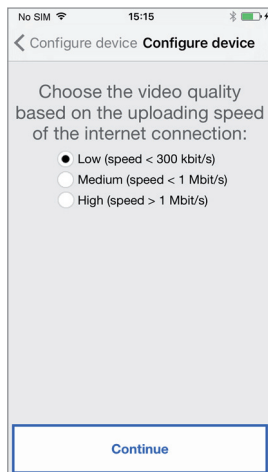 No SIM 15:15
Configure device Configure device
Choose the video quality
based on the uploading speed
of the internet connection:
Low (speed < 300 kbit/s)
Medium (speed < 1 Mbit/s)
High (speed > 1 Mbit/s)
Continue